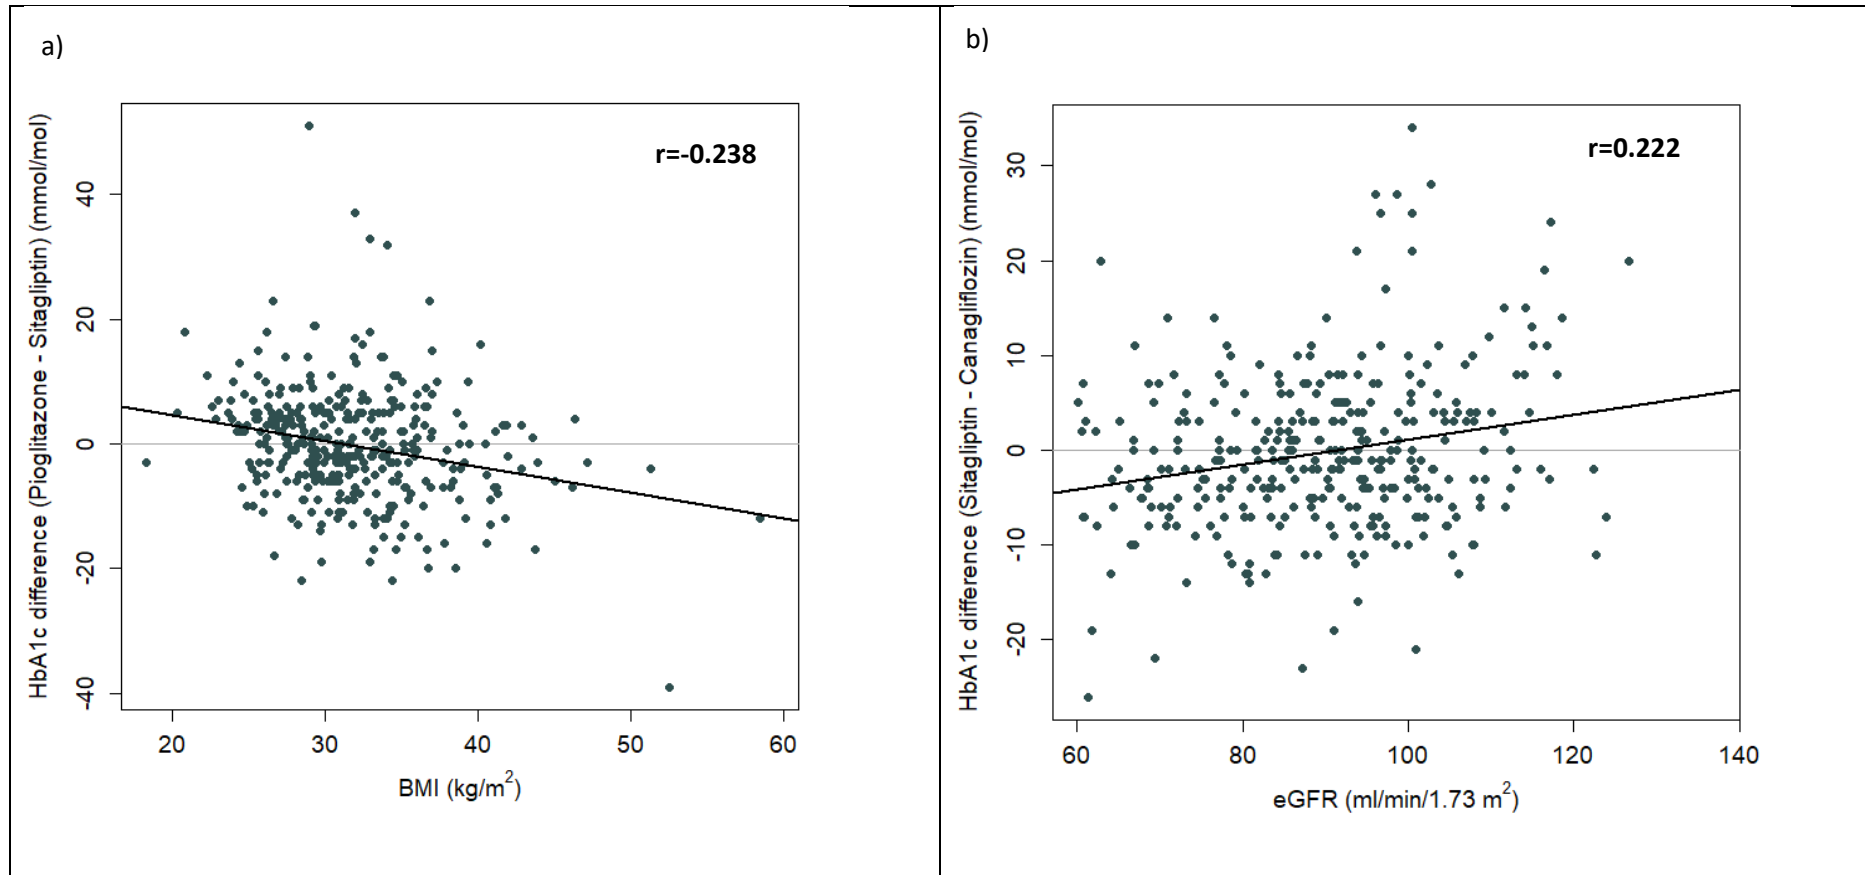 a)
r=-0.238
HbA1c difference (Pioglitazone - Sitagliptin) (mmol/mol)
40
20
0
-20
-40
20 30 40 50 60
BMI (kg/m²)
b)
r=0.222
HbA1c difference (Sitagliptin - Canagliflozin) (mmol/mol)
30
20
10
0
-10
-20
60 80 100 120 140
eGFR (ml/min/1.73 m²)